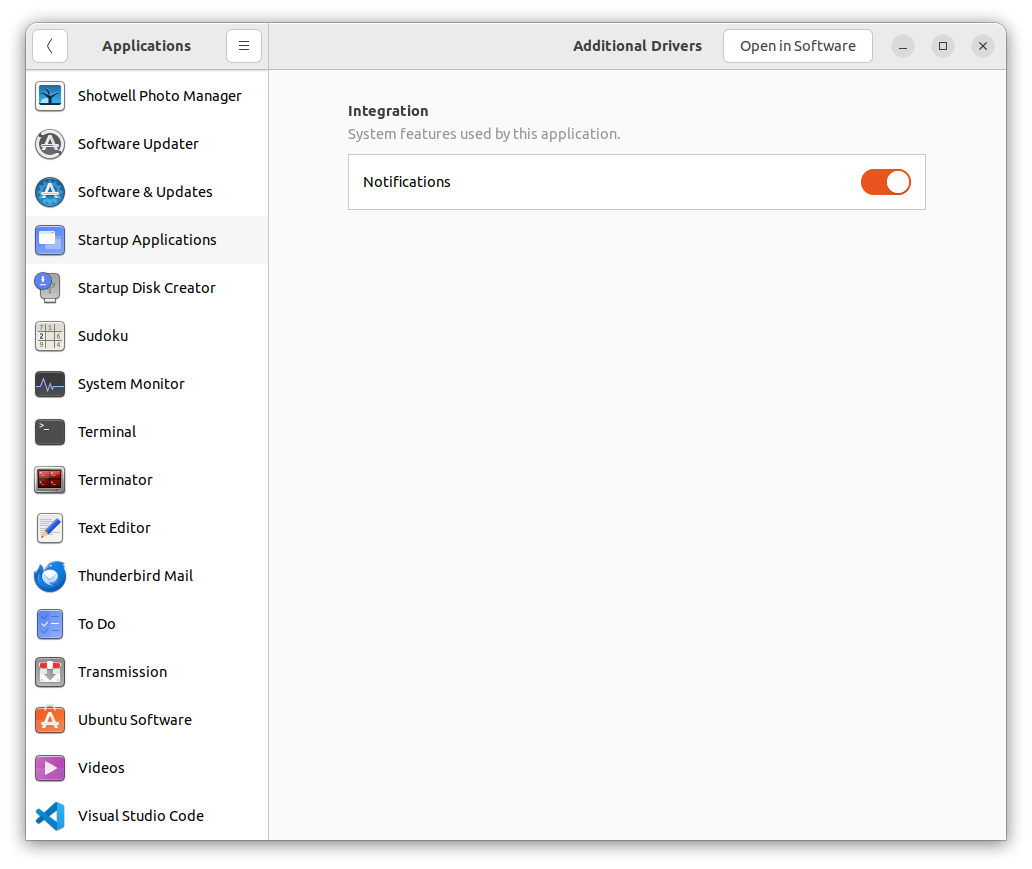 Applications
Additional Drivers
Open in Software
Shotwell Photo Manager
Software Updater
Software & Updates
Startup Applications
Startup Disk Creator
Sudoku
System Monitor
Terminal
Terminator
Text Editor
Thunderbird Mail
To Do
Transmission
Ubuntu Software
Videos
Visual Studio Code
Integration
System features used by this application.
Notifications